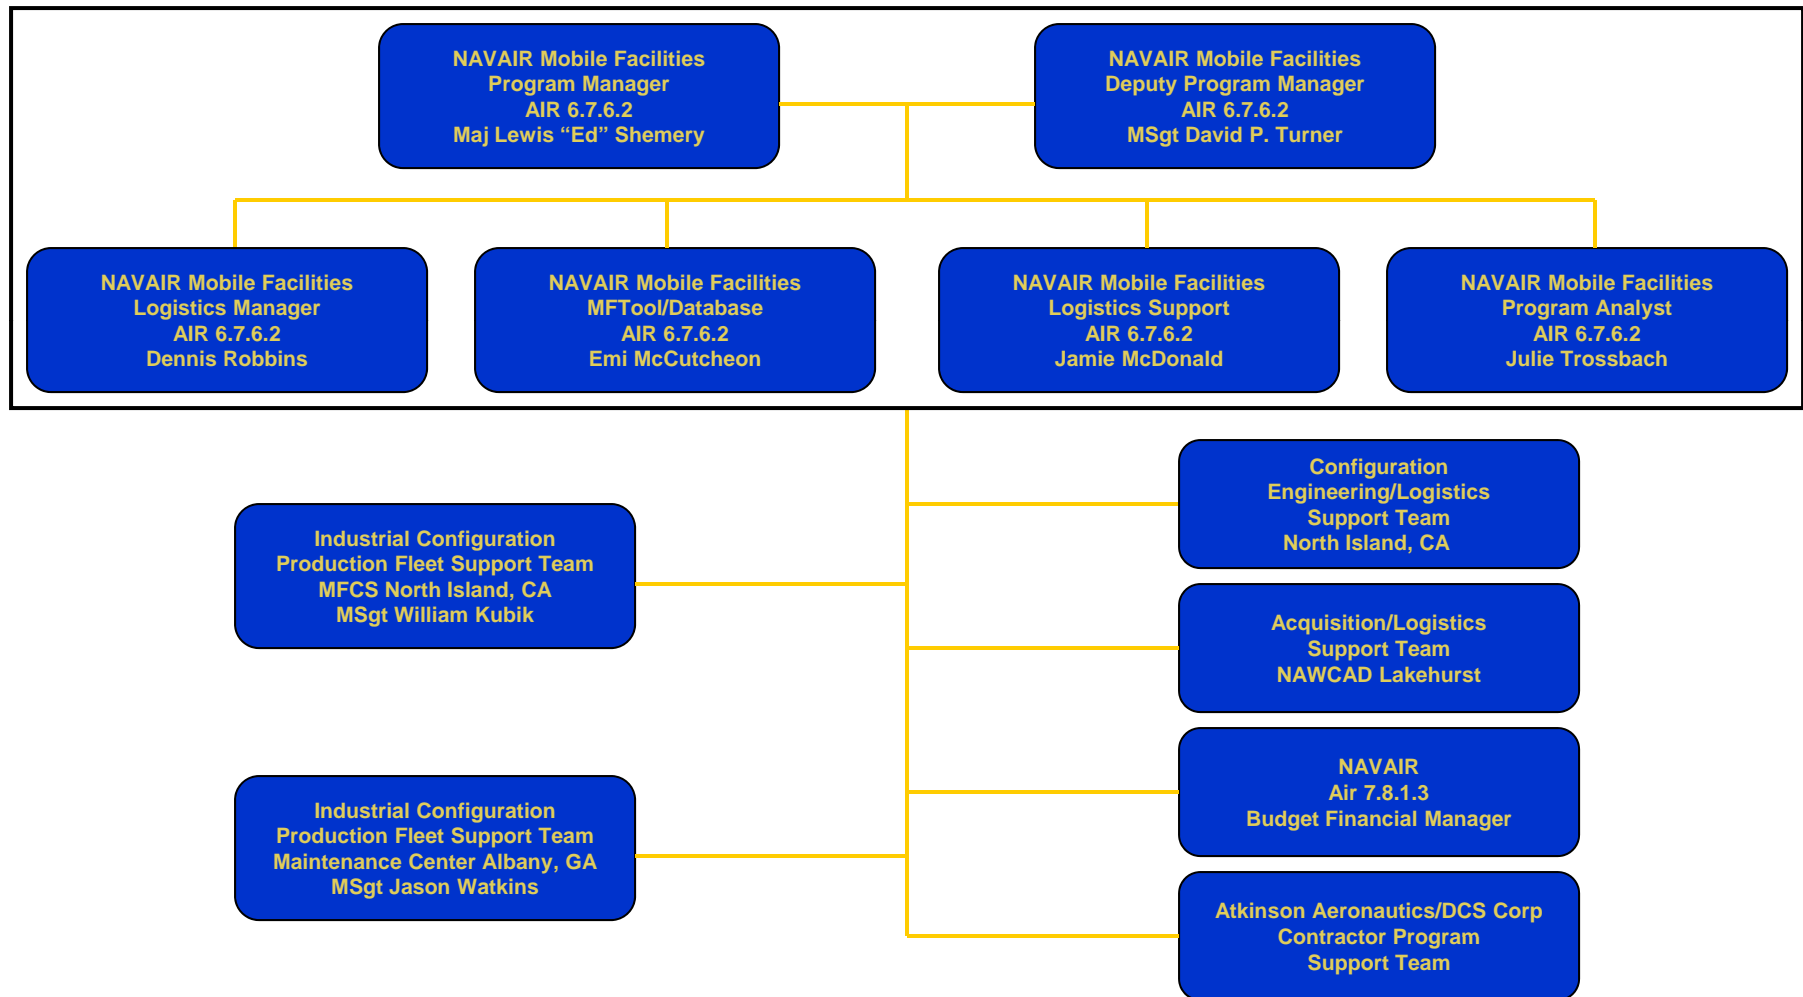 NAVAIR Mobile Facilities
Program Manager
AIR 6.7.6.2
Maj Lewis “Ed” Shemery
NAVAIR Mobile Facilities
Deputy Program Manager
AIR 6.7.6.2
MSgt David P. Turner
NAVAIR Mobile Facilities
Logistics Manager
AIR 6.7.6.2
Dennis Robbins
NAVAIR Mobile Facilities
MFTool/Database
AIR 6.7.6.2
Emi McCutcheon
NAVAIR Mobile Facilities
Logistics Support
AIR 6.7.6.2
Jamie McDonald
NAVAIR Mobile Facilities
Program Analyst
AIR 6.7.6.2
Julie Trossbach
Configuration
Engineering/Logistics
Support Team
North Island, CA
Industrial Configuration
Production Fleet Support Team
MFCS North Island, CA
MSgt William Kubik
Acquisition/Logistics
Support Team
NAWCAD Lakehurst
NAVAIR
Air 7.8.1.3
Budget Financial Manager
Industrial Configuration
Production Fleet Support Team
Maintenance Center Albany, GA
MSgt Jason Watkins
Atkinson Aeronautics/DCS Corp
Contractor Program
Support Team